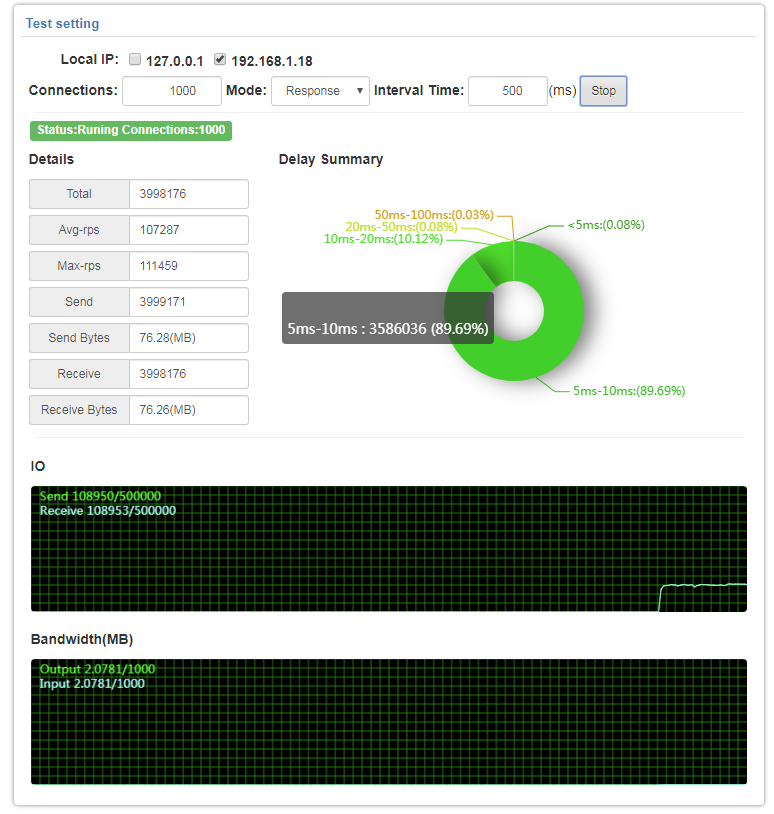 Test setting
Local IP: 127.0.0.1 192.168.1.18
Connections: 1000 Mode: Response Interval Time: 500 (ms) Stop
Status:Runing Connections:1000
Details
Total 3998176
Avg-rps 107287
Max-rps 111459
Send 3999171
Send Bytes 76.28(MB)
Receive 3998176
Receive Bytes 76.26(MB)
Delay Summary
50ms-100ms:(0.03%)
20ms-50ms:(0.08%)
10ms-20ms:(10.12%)
<5ms:(0.08%)
5ms-10ms : 3586036 (89.69%)
5ms-10ms:(89.69%)
IO
Send 108950/500000
Receive 108953/500000
Bandwidth(MB)
Output 2.0781/1000
Input 2.0781/1000